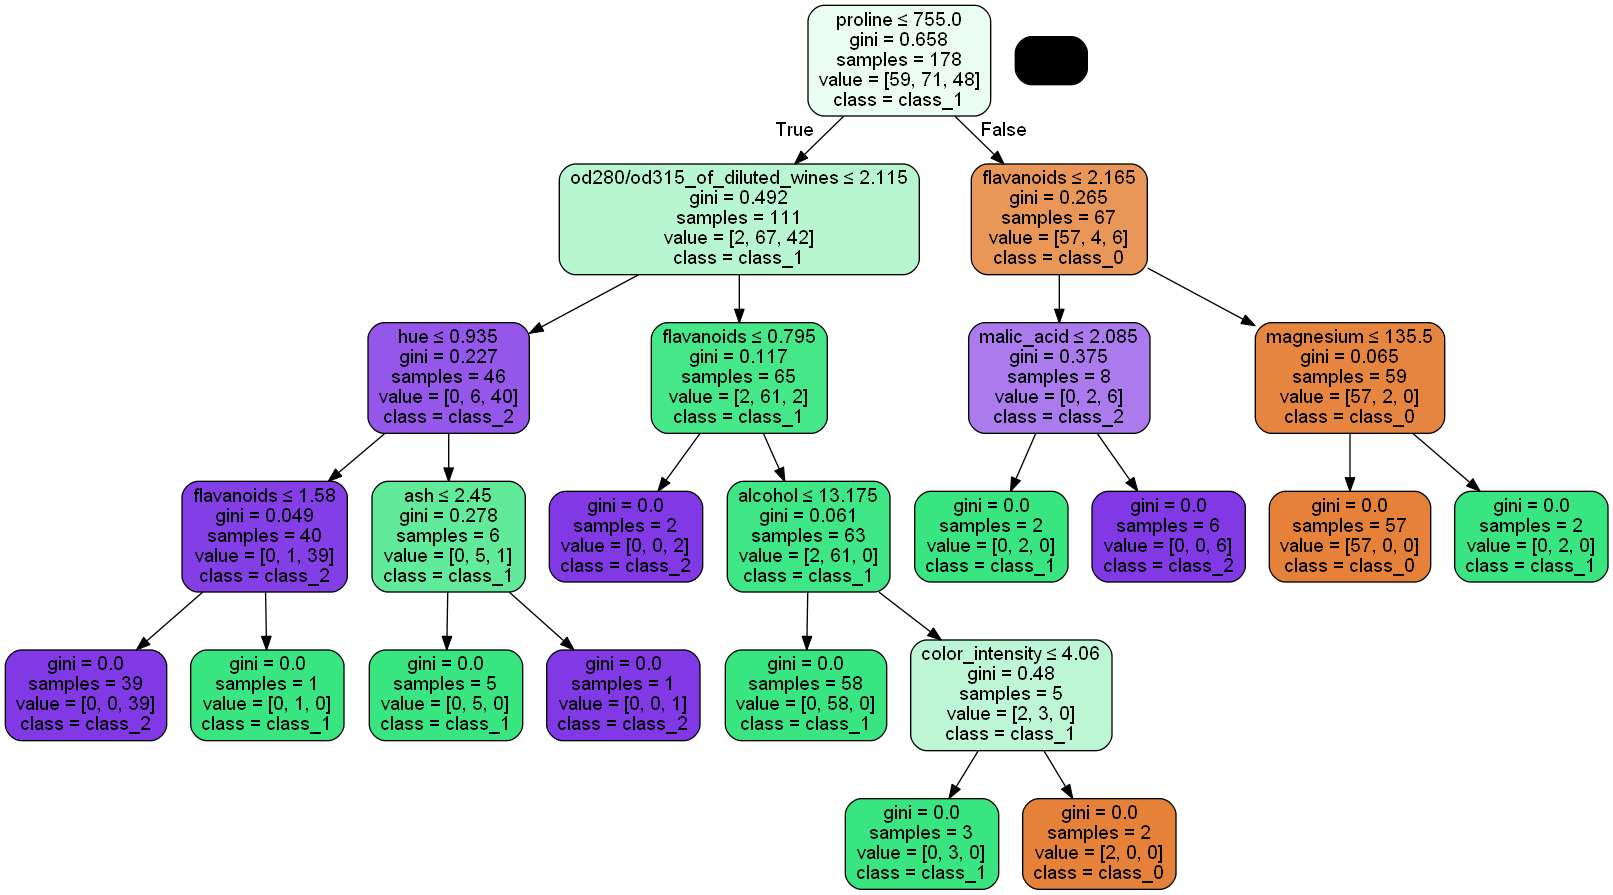 proline ≤ 755.0
gini = 0.658
samples = 178
value = [59, 71, 48]
class = class_1
True
False
od280/od315_of_diluted_wines ≤ 2.115
gini = 0.492
samples = 111
value = [2, 67, 42]
class = class_1
flavanoids ≤ 2.165
gini = 0.265
samples = 67
value = [57, 4, 6]
class = class_0
hue ≤ 0.935
gini = 0.227
samples = 46
value = [0, 6, 40]
class = class_2
flavanoids ≤ 0.795
gini = 0.117
samples = 65
value = [2, 61, 2]
class = class_1
malic_acid ≤ 2.085
gini = 0.375
samples = 8
value = [0, 2, 6]
class = class_2
magnesium ≤ 135.5
gini = 0.065
samples = 59
value = [57, 2, 0]
class = class_0
flavanoids ≤ 1.58
gini = 0.049
samples = 40
value = [0, 1, 39]
class = class_2
ash ≤ 2.45
gini = 0.278
samples = 6
value = [0, 5, 1]
class = class_1
gini = 0.0
samples = 2
value = [0, 0, 2]
class = class_2
alcohol ≤ 13.175
gini = 0.061
samples = 63
value = [2, 61, 0]
class = class_1
gini = 0.0
samples = 2
value = [0, 2, 0]
class = class_1
gini = 0.0
samples = 6
value = [0, 0, 6]
class = class_2
gini = 0.0
samples = 57
value = [57, 0, 0]
class = class_0
gini = 0.0
samples = 2
value = [0, 2, 0]
class = class_1
gini = 0.0
samples = 39
value = [0, 0, 39]
class = class_2
gini = 0.0
samples = 1
value = [0, 1, 0]
class = class_1
gini = 0.0
samples = 5
value = [0, 5, 0]
class = class_1
gini = 0.0
samples = 1
value = [0, 0, 1]
class = class_2
gini = 0.0
samples = 58
value = [0, 58, 0]
class = class_1
color_intensity ≤ 4.06
gini = 0.48
samples = 5
value = [2, 3, 0]
class = class_1
gini = 0.0
samples = 3
value = [0, 3, 0]
class = class_1
gini = 0.0
samples = 2
value = [2, 0, 0]
class = class_0